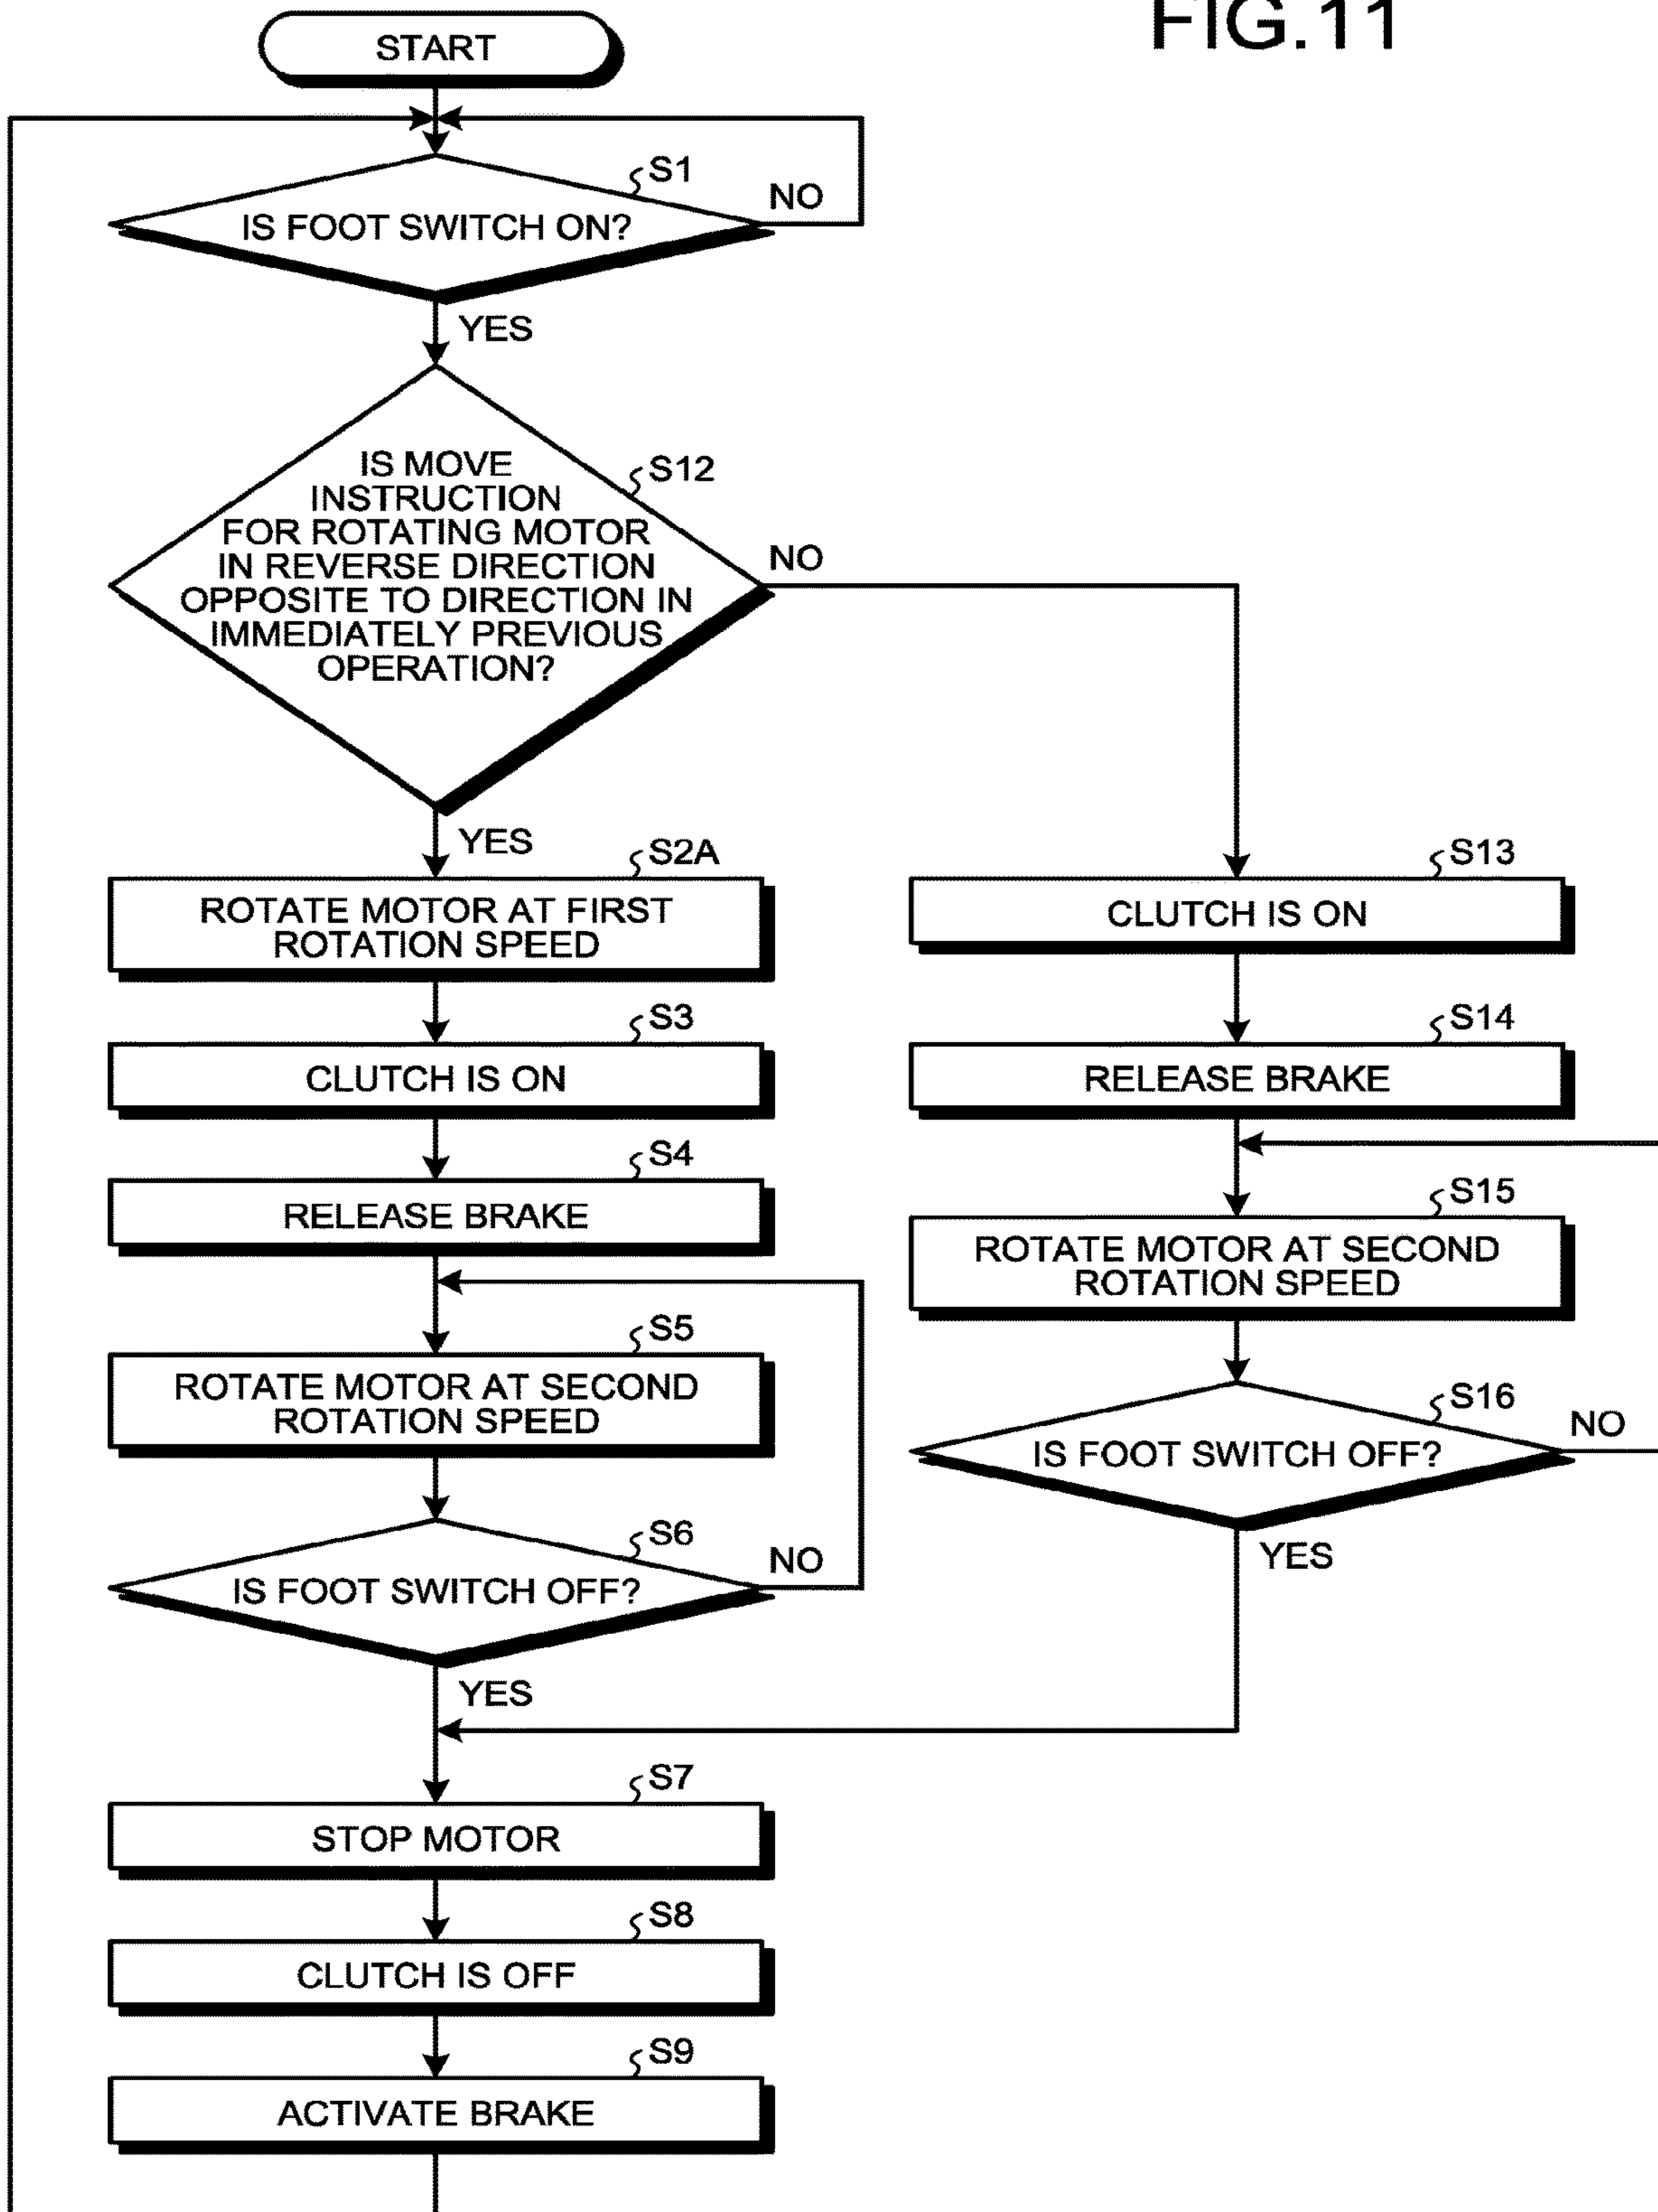 FIG.11
START
S1
IS FOOT SWITCH ON?
NO
YES
S12
IS MOVE
INSTRUCTION
FOR ROTATING MOTOR
IN REVERSE DIRECTION
OPPOSITE TO DIRECTION IN
IMMEDIATELY PREVIOUS
OPERATION?
NO
YES
S2A
ROTATE MOTOR AT FIRST
ROTATION SPEED
S3
CLUTCH IS ON
S4
RELEASE BRAKE
S5
ROTATE MOTOR AT SECOND
ROTATION SPEED
S6
IS FOOT SWITCH OFF?
NO
YES
S13
CLUTCH IS ON
S14
RELEASE BRAKE
S15
ROTATE MOTOR AT SECOND
ROTATION SPEED
S16
IS FOOT SWITCH OFF?
NO
YES
S7
STOP MOTOR
S8
CLUTCH IS OFF
S9
ACTIVATE BRAKE